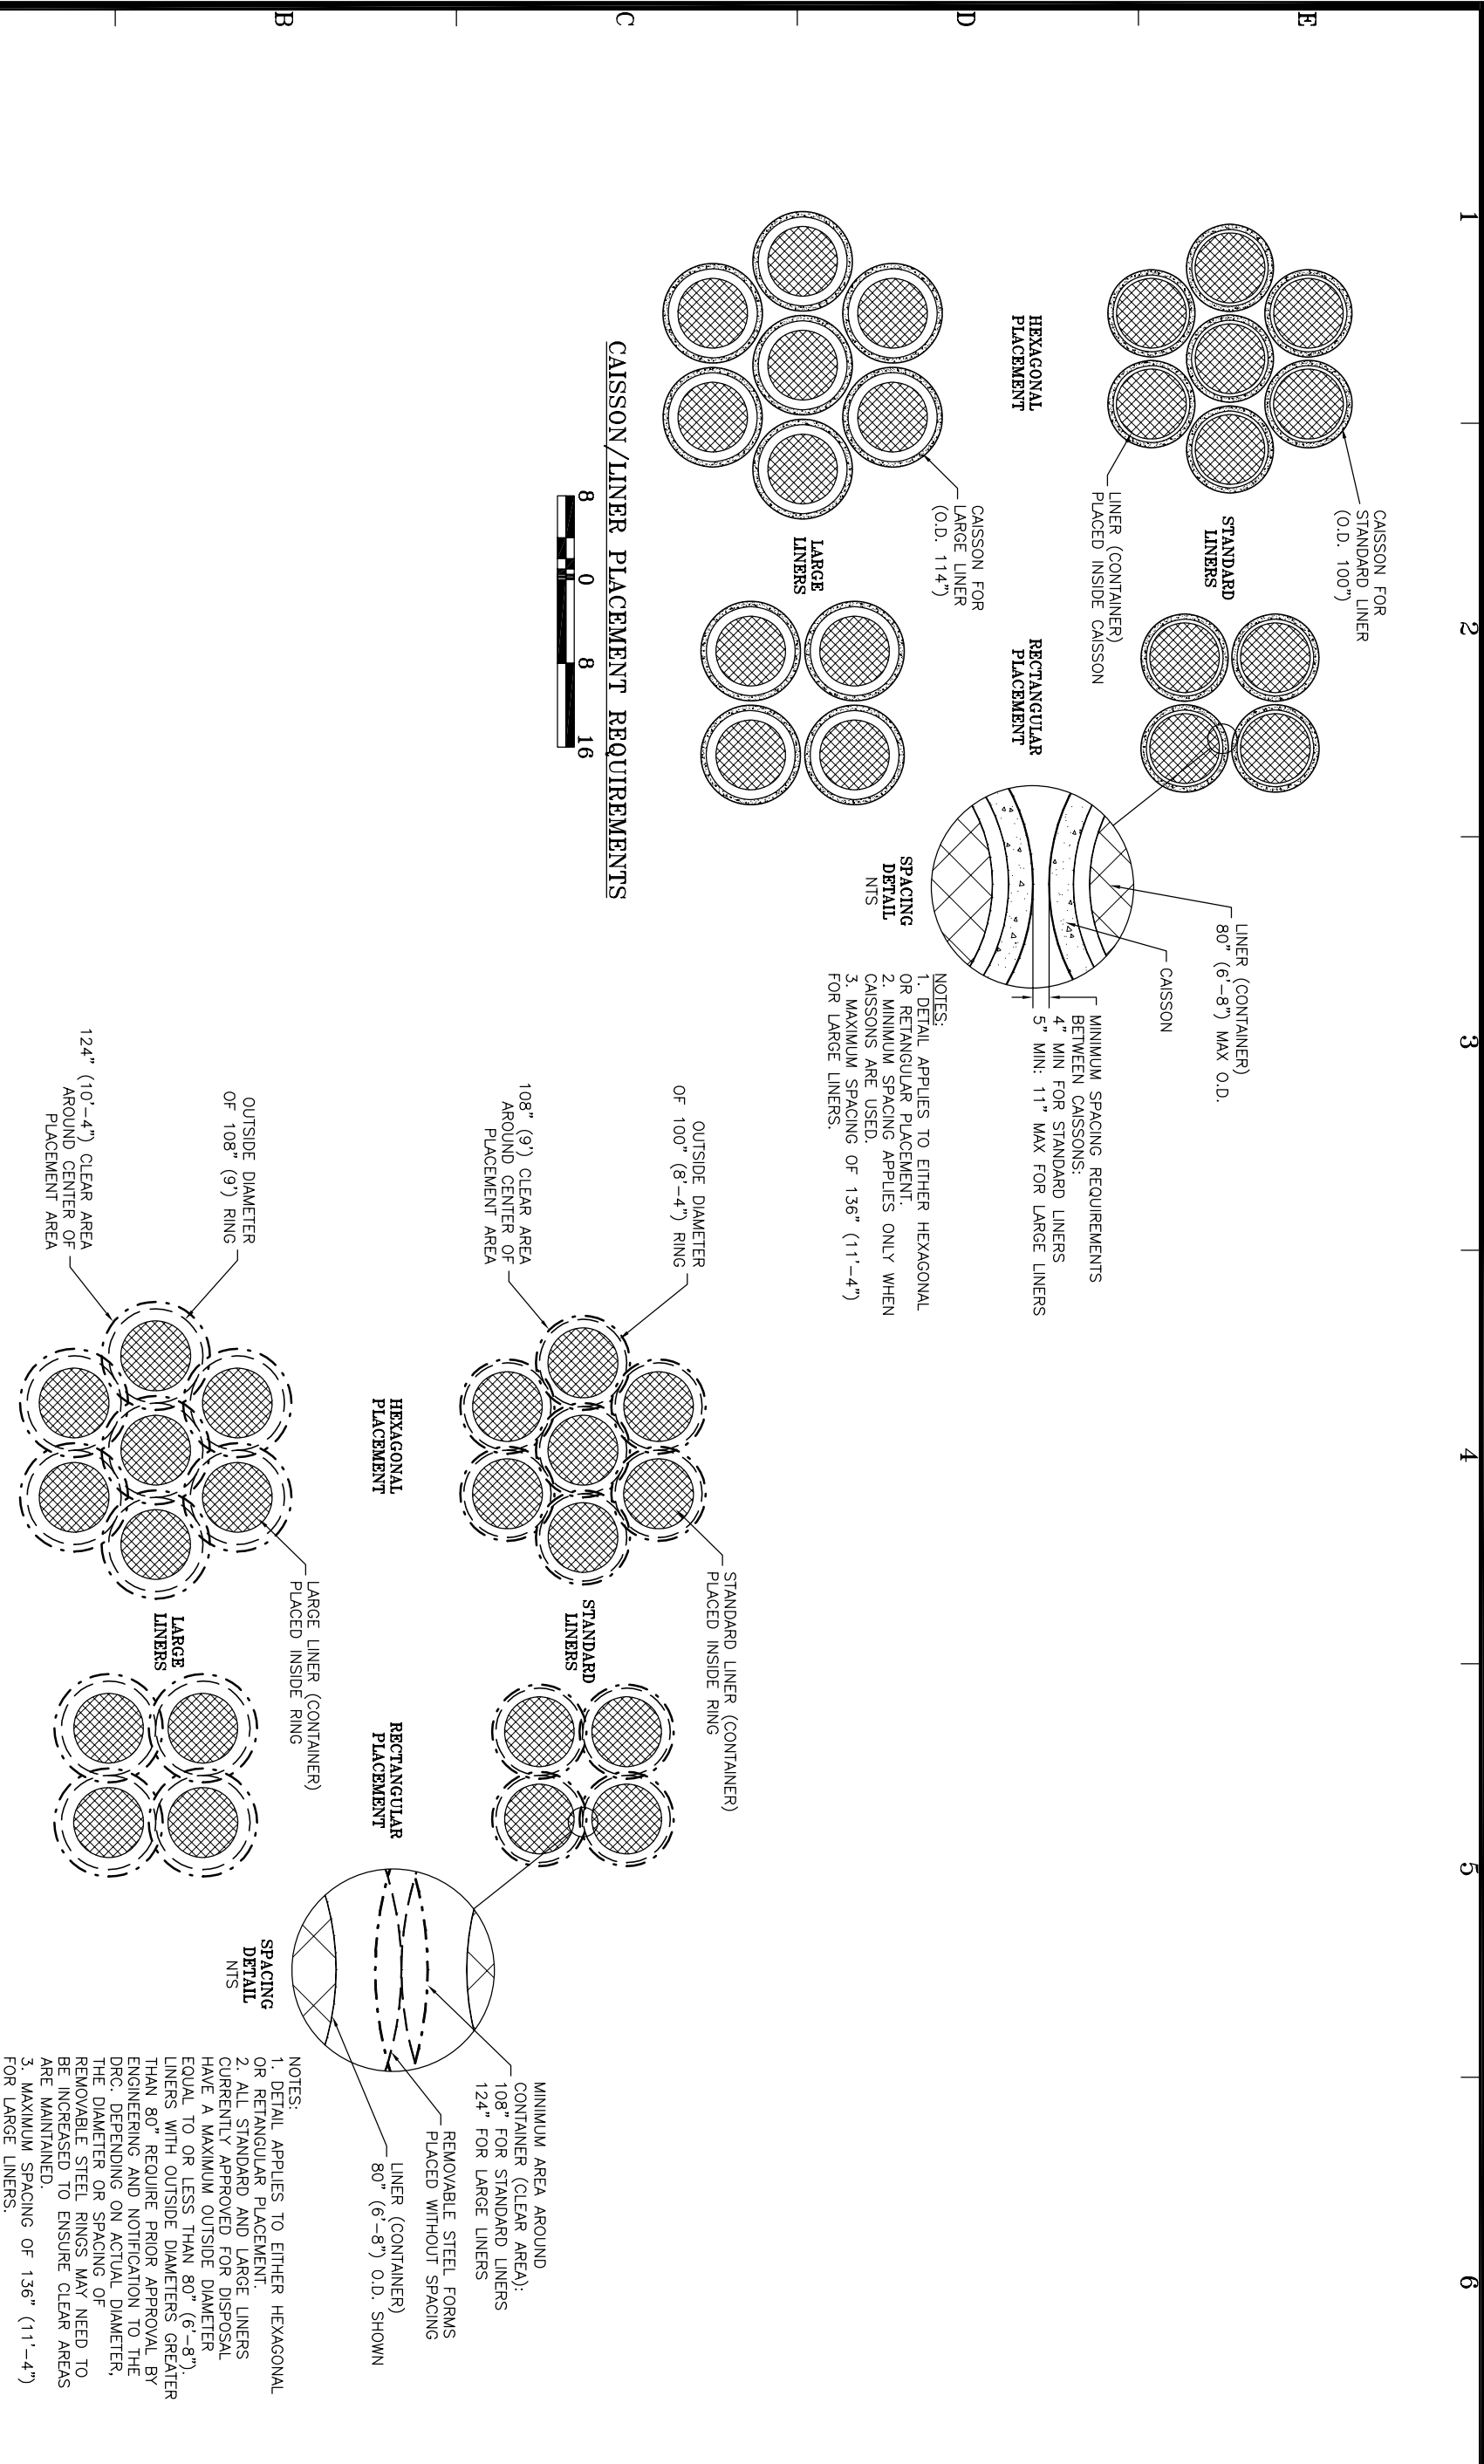 1
2
3
4
5
6
E
D
C
B
CAISSON FOR
STANDARD LINER
(O.D. 100")
STANDARD
LINERS
LINER (CONTAINER)
PLACED INSIDE CAISSON
HEXAGONAL
PLACEMENT
RECTANGULAR
PLACEMENT
CAISSON FOR
LARGE LINER
(O.D. 114")
LARGE
LINERS
LINER (CONTAINER)
80" (6'-8") MAX O.D.
CAISSON
MINIMUM SPACING REQUIREMENTS
BETWEEN CAISSONS:
4" MIN FOR STANDARD LINERS
5" MIN: 11" MAX FOR LARGE LINERS
SPACING
DETAIL
NTS
NOTES:
1. DETAIL APPLIES TO EITHER HEXAGONAL
OR RETANGULAR PLACEMENT.
2. MINIMUM SPACING APPLIES ONLY WHEN
CAISSONS ARE USED.
3. MAXIMUM SPACING OF 136" (11'-4")
FOR LARGE LINERS.
CAISSON/LINER PLACEMENT REQUIREMENTS
8 0 8 16
OUTSIDE DIAMETER
OF 100" (8'-4") RING
108" (9') CLEAR AREA
AROUND CENTER OF
PLACEMENT AREA
STANDARD LINER (CONTAINER)
PLACED INSIDE RING
STANDARD
LINERS
HEXAGONAL
PLACEMENT
RECTANGULAR
PLACEMENT
OUTSIDE DIAMETER
OF 108" (9') RING
124" (10'-4") CLEAR AREA
AROUND CENTER OF
PLACEMENT AREA
LARGE LINER (CONTAINER)
PLACED INSIDE RING
LARGE
LINERS
MINIMUM AREA AROUND
CONTAINER (CLEAR AREA):
108" FOR STANDARD LINERS
124" FOR LARGE LINERS
REMOVABLE STEEL FORMS
PLACED WITHOUT SPACING
LINER (CONTAINER)
80" (6'-8") O.D. SHOWN
SPACING
DETAIL
NTS
NOTES:
1. DETAIL APPLIES TO EITHER HEXAGONAL
OR RETANGULAR PLACEMENT.
2. ALL STANDARD AND LARGE LINERS
CURRENTLY APPROVED FOR DISPOSAL
HAVE A MAXIMUM OUTSIDE DIAMETER
EQUAL TO OR LESS THAN 80" (6'-8").
LINERS WITH OUTSIDE DIAMETERS GREATER
THAN 80" REQUIRE PRIOR APPROVAL BY
ENGINEERING AND NOTIFICATION TO THE
DRC. DEPENDING ON ACTUAL DIAMETER,
THE DIAMETER OR SPACING OF
REMOVABLE STEEL RINGS MAY NEED TO
BE INCREASED TO ENSURE CLEAR AREAS
ARE MAINTAINED.
3. MAXIMUM SPACING OF 136" (11'-4")
FOR LARGE LINERS.